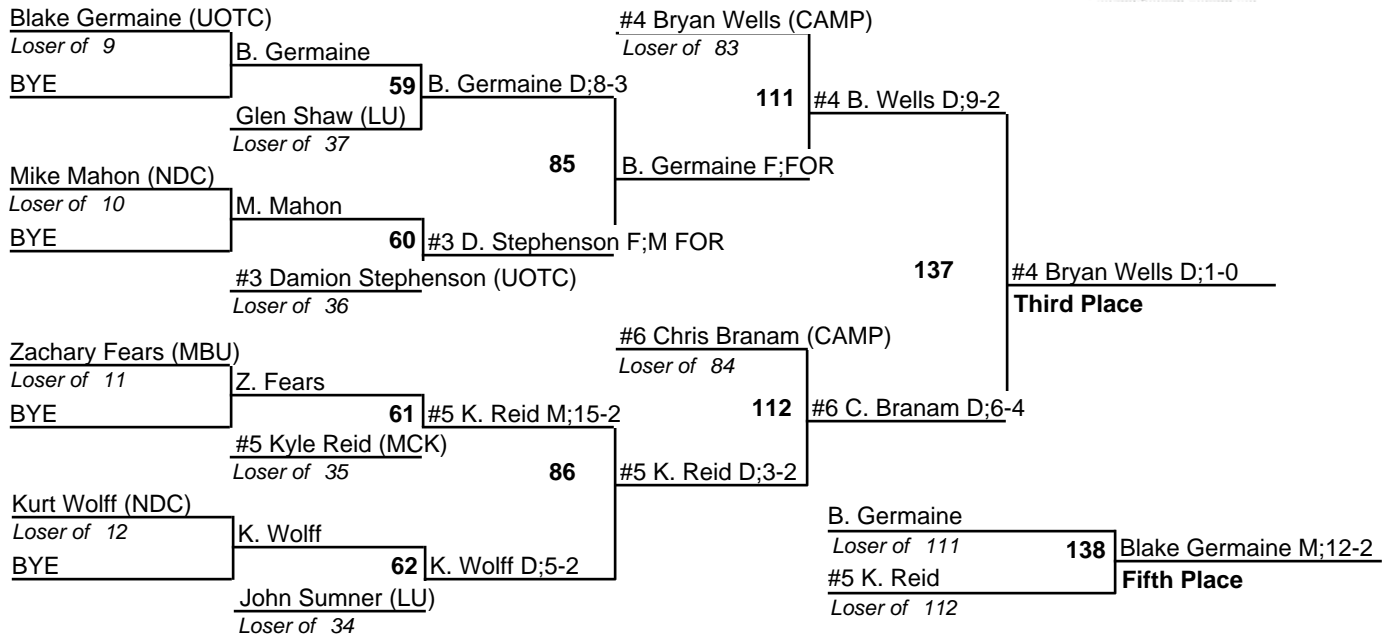 Blake Germaine (UOTC)
Loser of 9
BYE
B. Germaine
59
Glen Shaw (LU)
Loser of 37
B. Germaine D;8-3
Mike Mahon (NDC)
Loser of 10
BYE
M. Mahon
60
#3 Damion Stephenson (UOTC)
Loser of 36
#3 D. Stephenson F;M FOR
85
B. Germaine F;FOR
#4 Bryan Wells (CAMP)
Loser of 83
111
#4 B. Wells D;9-2
Zachary Fears (MBU)
Loser of 11
BYE
Z. Fears
61
#5 Kyle Reid (MCK)
Loser of 35
#5 K. Reid M;15-2
Kurt Wolff (NDC)
Loser of 12
BYE
K. Wolff
62
John Sumner (LU)
Loser of 34
K. Wolff D;5-2
86
#5 K. Reid D;3-2
#6 Chris Branam (CAMP)
Loser of 84
112
#6 C. Branam D;6-4
137
#4 Bryan Wells D;1-0
Third Place
B. Germaine
Loser of 111
#5 K. Reid
Loser of 112
138
Blake Germaine M;12-2
Fifth Place